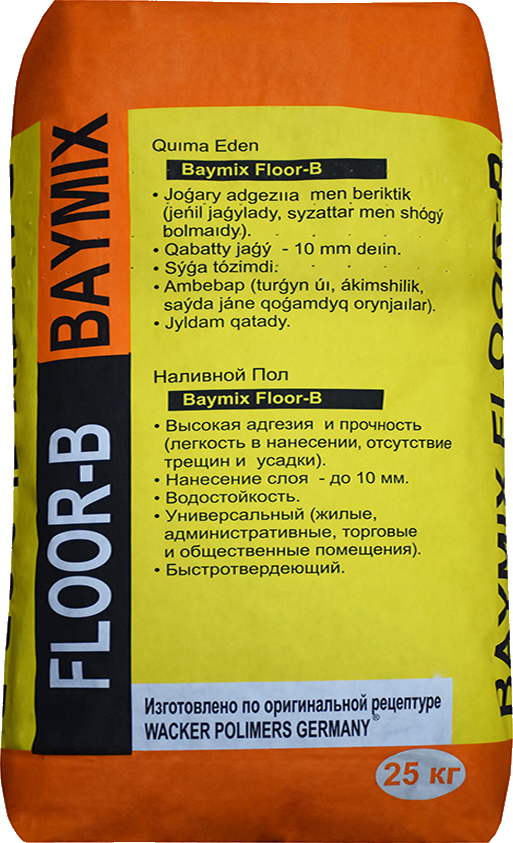 BAYMIX
FLOOR-B
Quıma Eden
Baymix Floor-B
• Joǵary adgezııa men beriktik
(jeńil jaǵylady, syzattar men shógý
bolmaıdy).
• Qabatty jaǵý - 10 mm deıin.
• Sýǵa tózimdi.
• Ambebap (turǵyn úı, ákimshilik,
saýda jáne qoǵamdyq orynjaılar).
• Jyldam qatady.
Наливной Пол
Baymix Floor-B
• Высокая адгезия и прочность
(легкость в нанесении, отсутствие
трещин и усадки).
• Нанесение слоя - до 10 мм.
• Водостойкость.
• Универсальный (жилые,
административные, торговые
и общественные помещения).
• Быстротвердеющий.
Изготовлено по оригинальной рецептуре
WACKER POLIMERS GERMANY®
25 кг
BAYMIX FLOOR-B